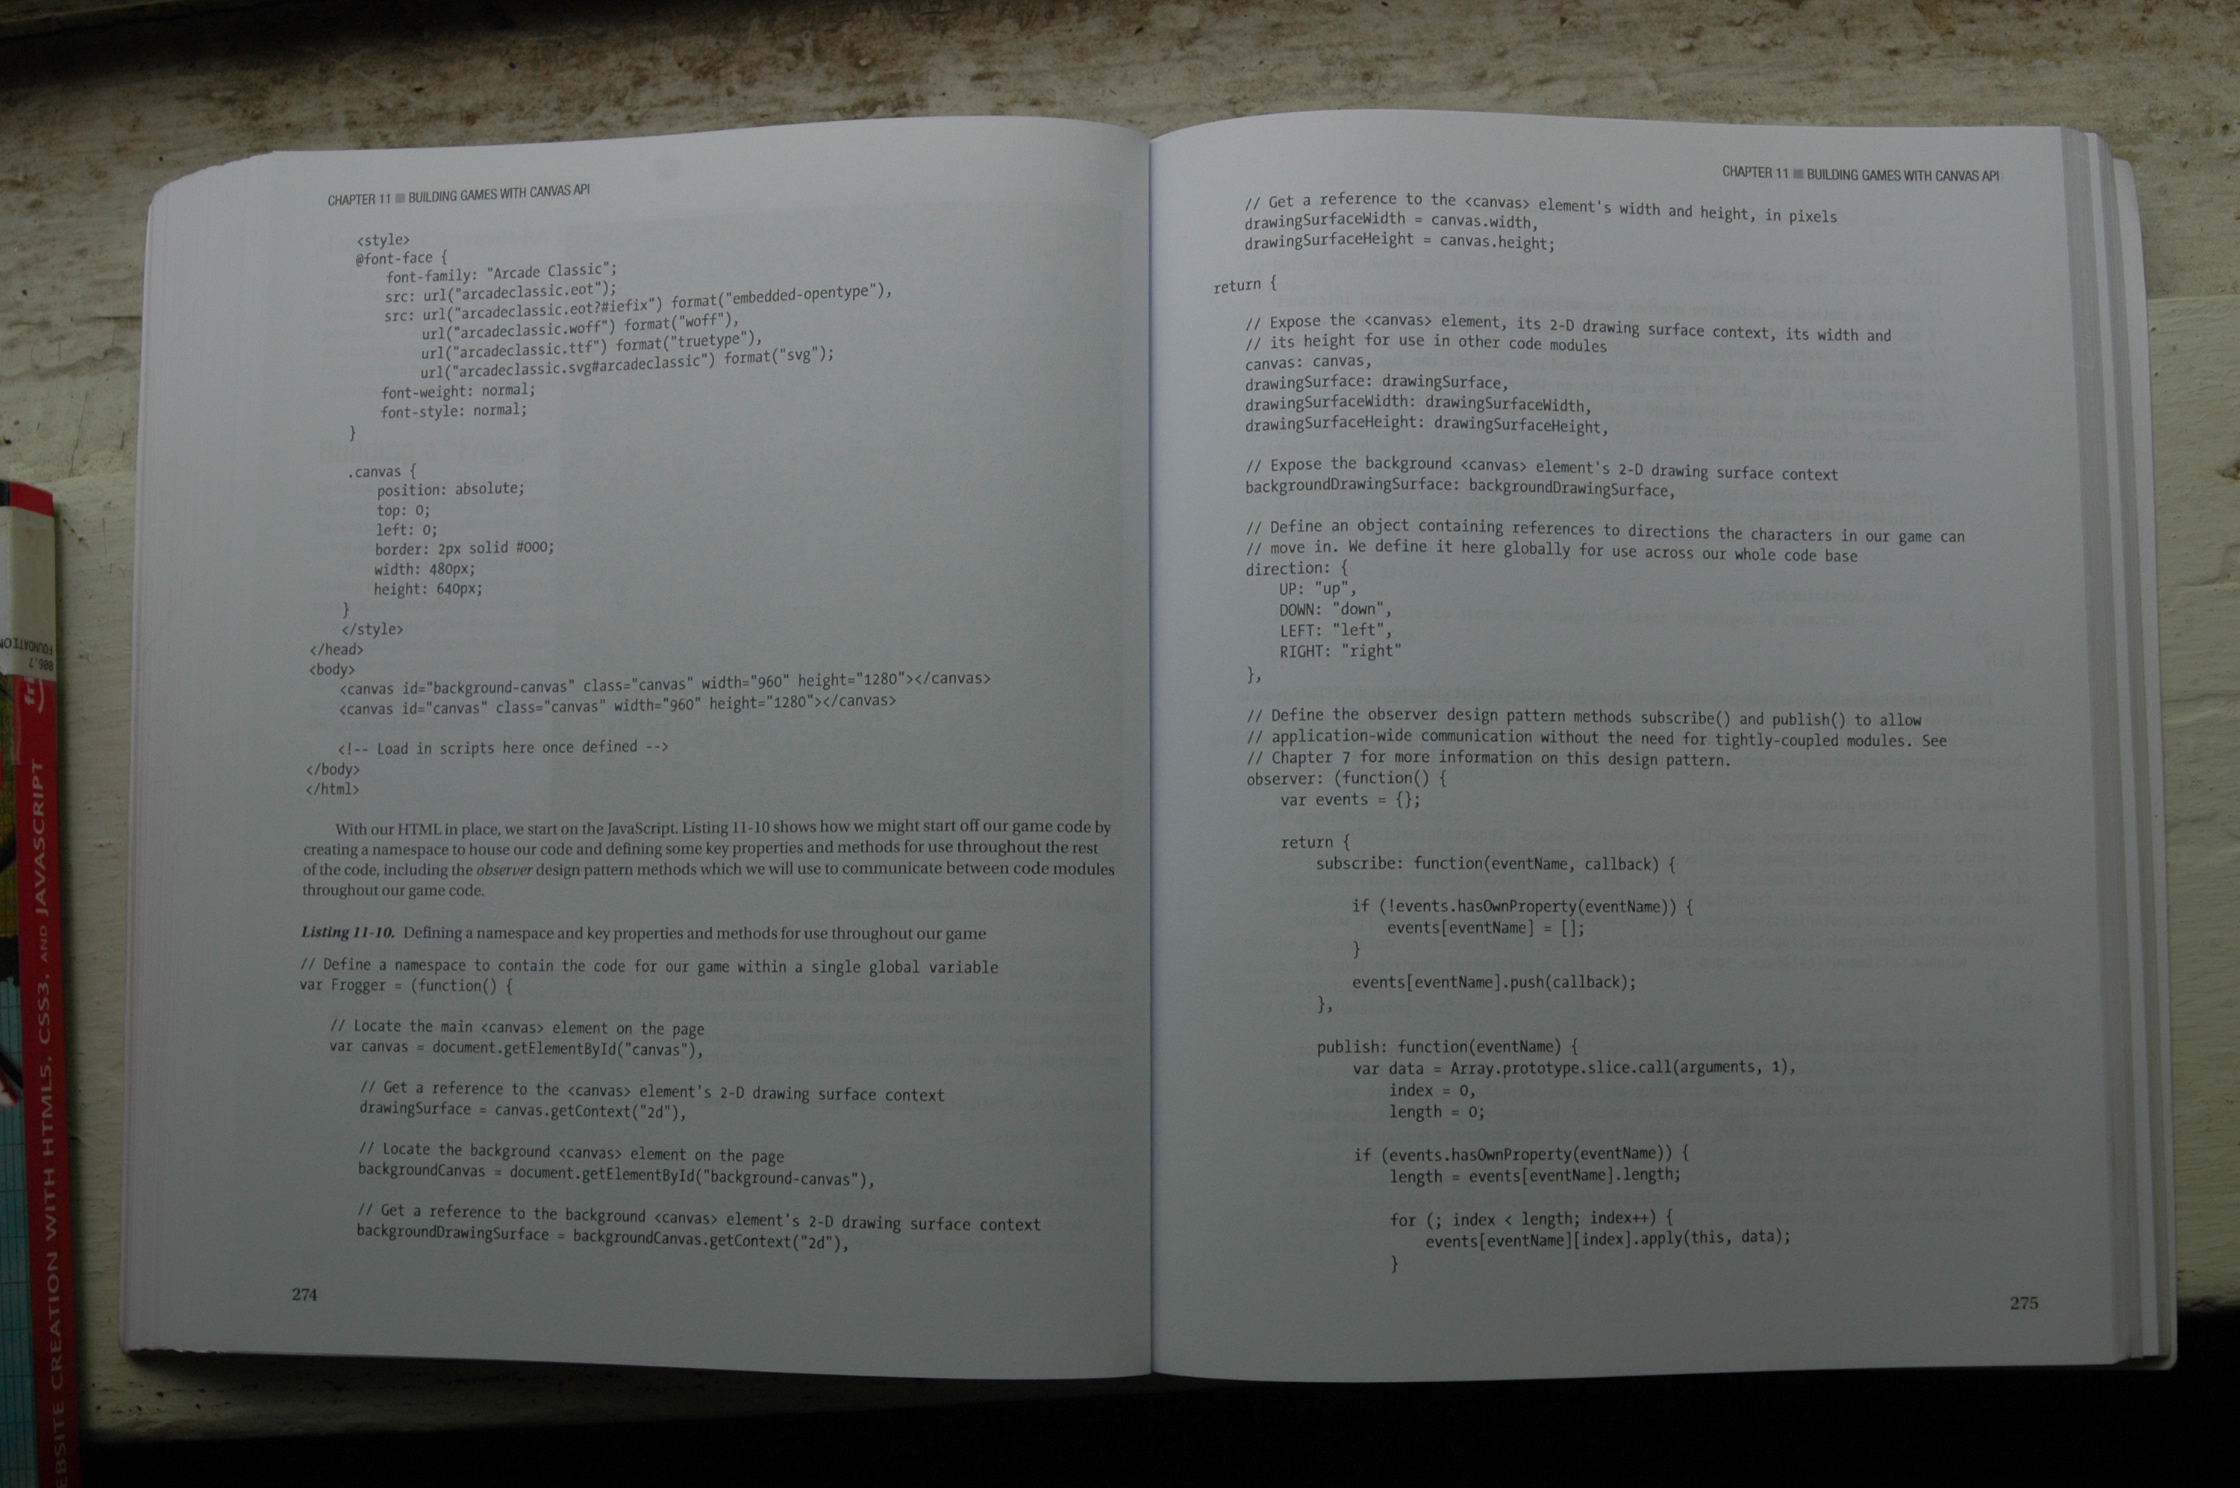 CHAPTER 11 ■ BUILDING GAMES WITH CANVAS API
<style>
@font-face {
font-family: "Arcade Classic";
src: url("arcadeclassic.eot");
src: url("arcadeclassic.eot?#iefix") format("embedded-opentype"),
url("arcadeclassic.woff") format("woff"),
url("arcadeclassic.ttf") format("truetype"),
url("arcadeclassic.svg#arcadeclassic") format("svg");
font-weight: normal;
font-style: normal;
}
.canvas {
position: absolute;
top: 0;
left: 0;
border: 2px solid #000;
width: 480px;
height: 640px;
}
</style>
</head>
<body>
<canvas id="background-canvas" class="canvas" width="960" height="1280"></canvas>
<canvas id="canvas" class="canvas" width="960" height="1280"></canvas>
<!-- Load in scripts here once defined -->
</body>
</html>
With our HTML in place, we start on the JavaScript. Listing 11-10 shows how we might start off our game code by
creating a namespace to house our code and defining some key properties and methods for use throughout the rest
of the code, including the observer design pattern methods which we will use to communicate between code modules
throughout our game code.
Listing 11-10. Defining a namespace and key properties and methods for use throughout our game
// Define a namespace to contain the code for our game within a single global variable
var Frogger = (function() {
// Locate the main <canvas> element on the page
var canvas = document.getElementById("canvas"),
// Get a reference to the <canvas> element's 2-D drawing surface context
drawingSurface = canvas.getContext("2d"),
// Locate the background <canvas> element on the page
backgroundCanvas = document.getElementById("background-canvas"),
// Get a reference to the background <canvas> element's 2-D drawing surface context
backgroundDrawingSurface = backgroundCanvas.getContext("2d"),
274
CHAPTER 11 ■ BUILDING GAMES WITH CANVAS API
// Get a reference to the <canvas> element's width and height, in pixels
drawingSurfaceWidth = canvas.width,
drawingSurfaceHeight = canvas.height;
return {
// Expose the <canvas> element, its 2-D drawing surface context, its width and
// its height for use in other code modules
canvas: canvas,
drawingSurface: drawingSurface,
drawingSurfaceWidth: drawingSurfaceWidth,
drawingSurfaceHeight: drawingSurfaceHeight,
// Expose the background <canvas> element's 2-D drawing surface context
backgroundDrawingSurface: backgroundDrawingSurface,
// Define an object containing references to directions the characters in our game can
// move in. We define it here globally for use across our whole code base
direction: {
UP: "up",
DOWN: "down",
LEFT: "left",
RIGHT: "right"
},
// Define the observer design pattern methods subscribe() and publish() to allow
// application-wide communication without the need for tightly-coupled modules. See
// Chapter 7 for more information on this design pattern.
observer: (function() {
var events = {};
return {
subscribe: function(eventName, callback) {
if (!events.hasOwnProperty(eventName)) {
events[eventName] = [];
}
events[eventName].push(callback);
},
publish: function(eventName) {
var data = Array.prototype.slice.call(arguments, 1),
index = 0,
length = 0;
if (events.hasOwnProperty(eventName)) {
length = events[eventName].length;
for (; index < length; index++) {
events[eventName][index].apply(this, data);
}
275
006.7
FOUNDATION
EBSITE CREATION WITH HTML5, CSS3, AND JAVASCRIPT